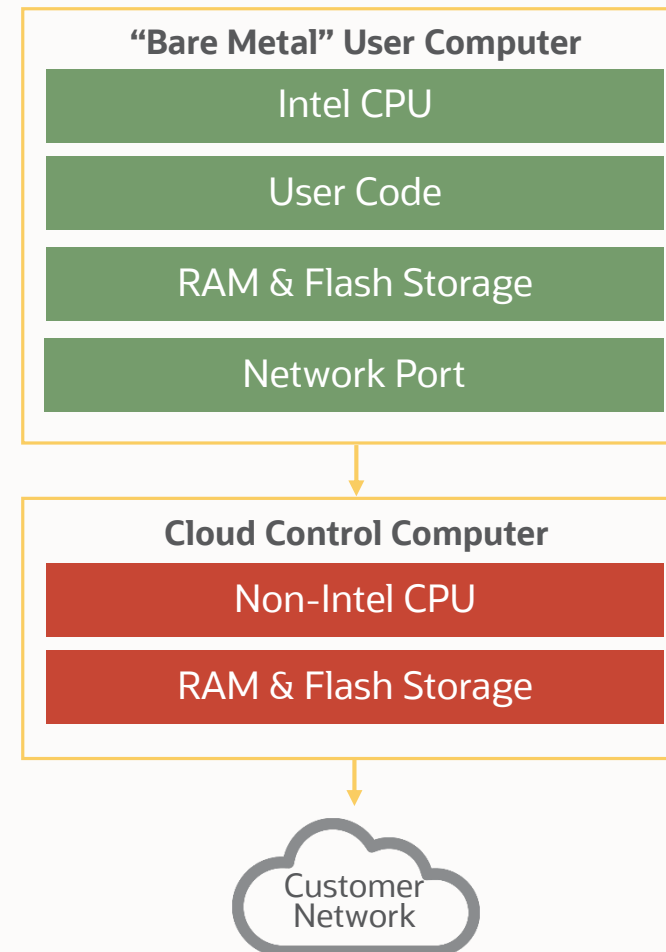 “Bare Metal” User Computer
Intel CPU
User Code
RAM & Flash Storage
Network Port
Cloud Control Computer
Non-Intel CPU
RAM & Flash Storage
Customer
Network